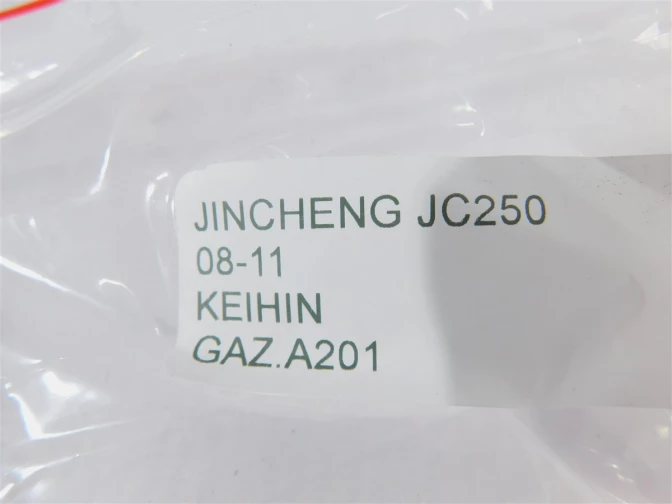 JINCHENG JC250
08-11
KEIHIN
GAZ.A201